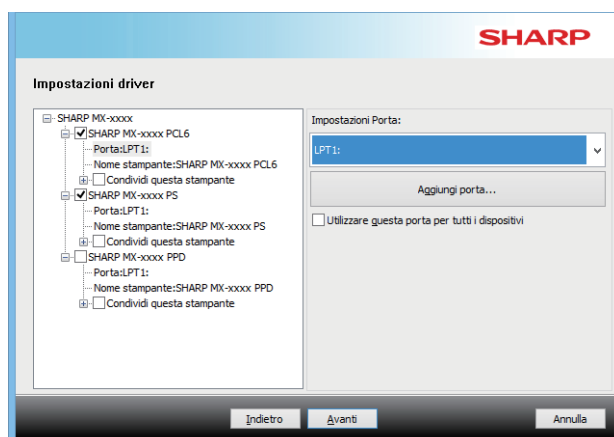 SHARP
Impostazioni driver
SHARP MX-xxxx
SHARP MX-xxxx PCL6
Porta:LPT1:
Nome stampante:SHARP MX-xxxx PCL6
Condividi questa stampante
SHARP MX-xxxx PS
Porta:LPT1:
Nome stampante:SHARP MX-xxxx PS
Condividi questa stampante
SHARP MX-xxxx PPD
Porta:LPT1:
Nome stampante:SHARP MX-xxxx PPD
Condividi questa stampante
Impostazioni Porta:
LPT1:
Aggiungi porta...
Utilizzare questa porta per tutti i dispositivi
Indietro
Avanti
Annulla